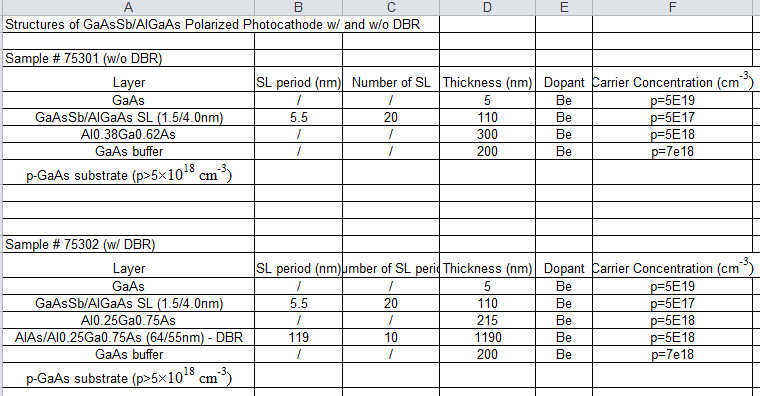 A B C D E F
Structures of GaAsSb/AlGaAs Polarized Photocathode w/ and w/o DBR
Sample # 75301 (w/o DBR)
Layer SL period (nm) Number of SL Thickness (nm) Dopant Carrier Concentration (cm-3)
GaAs / / 5 Be p=5E19
GaAsSb/AlGaAs SL (1.5/4.0nm) 5.5 20 110 Be p=5E17
Al0.38Ga0.62As / / 300 Be p=5E18
GaAs buffer / / 200 Be p=7e18
p-GaAs substrate (p>5×10^18 cm^-3)
Sample # 75302 (w/ DBR)
Layer SL period (nm) umber of SL peri Thickness (nm) Dopant Carrier Concentration (cm-3)
GaAs / / 5 Be p=5E19
GaAsSb/AlGaAs SL (1.5/4.0nm) 5.5 20 110 Be p=5E17
Al0.25Ga0.75As / / 215 Be p=5E18
AlAs/Al0.25Ga0.75As (64/55nm) - DBR 119 10 1190 Be p=5E18
GaAs buffer / / 200 Be p=7e18
p-GaAs substrate (p>5×10^18 cm^-3)